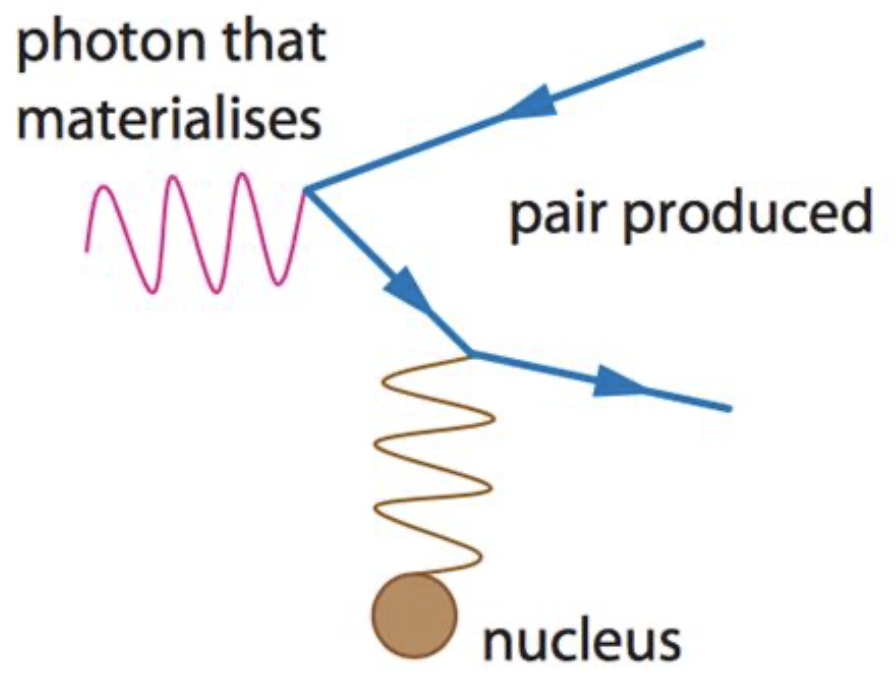 photon that
materialises
pair produced
nucleus